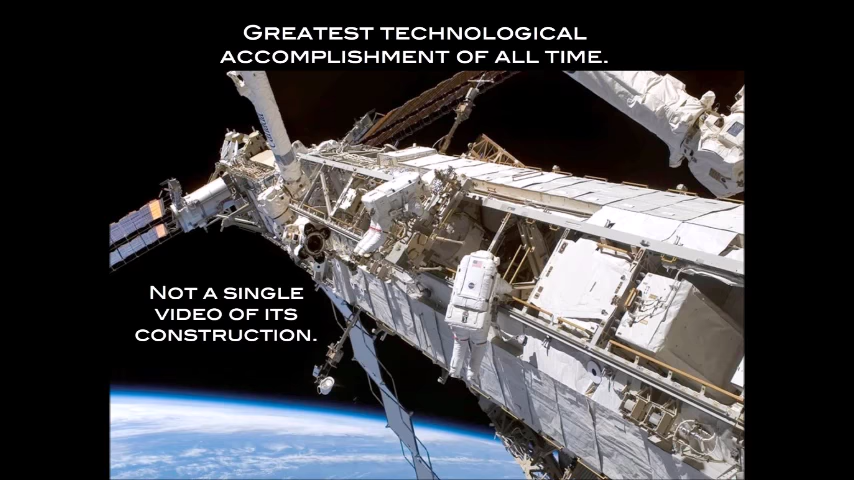 Greatest technological
accomplishment of all time.
Not a single
video of its
construction.